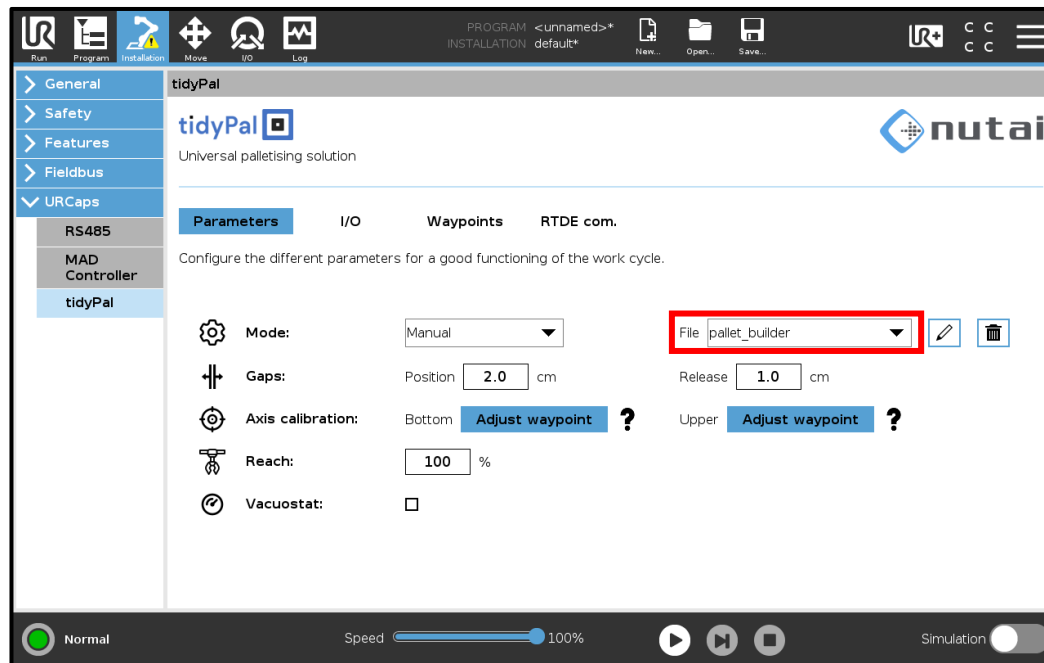 PROGRAM <unnamed>*
INSTALLATION default*
Run Program Installation Move I/O Log New... Open... Save...
UR+
C C
C C
General
Safety
Features
Fieldbus
URCaps
RS485
MAD
Controller
tidyPal
tidyPal
tidyPal
nutai
Universal palletising solution
Parameters I/O Waypoints RTDE com.
Configure the different parameters for a good functioning of the work cycle.
Mode: Manual File pallet_builder
Gaps: Position 2.0 cm Release 1.0 cm
Axis calibration: Bottom Adjust waypoint ? Upper Adjust waypoint ?
Reach: 100 %
Vacuostat:
Normal Speed 100% Simulation